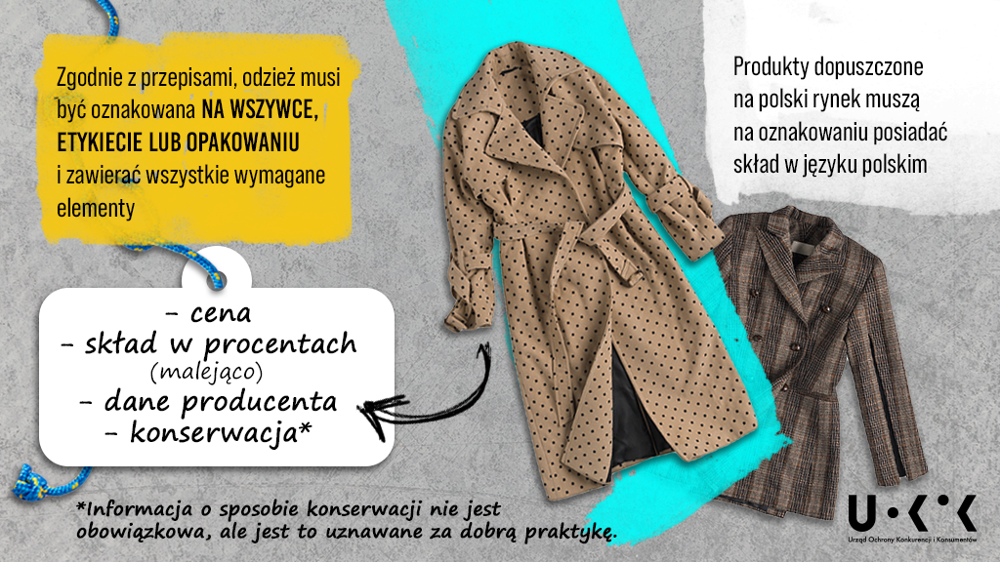 Zgodnie z przepisami, odzież musi
być oznakowana NA WSZYWCE,
ETYKIECIE LUB OPAKOWANIU
i zawierać wszystkie wymagane
elementy
Produkty dopuszczone
na polski rynek muszą
na oznakowaniu posiadać
skład w języku polskim
- cena
- skład w procentach
(malejąco)
- dane producenta
- konserwacja*
*Informacja o sposobie konserwacji nie jest
obowiązkowa, ale jest to uznawane za dobrą praktykę.
UOKiK
Urząd Ochrony Konkurencji i Konsumentów